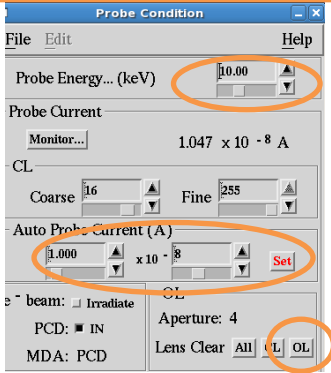 Probe Condition
File Edit Help
Probe Energy... (keV) 10.00
Probe Current
Monitor... 1.047 x 10 - 8 A
CL
Coarse 16 Fine 255
Auto Probe Current (A)
1.000 x 10 - 8 Set
e - beam: Irradiate
PCD: IN
MDA: PCD
OL
Aperture: 4
Lens Clear All CL OL